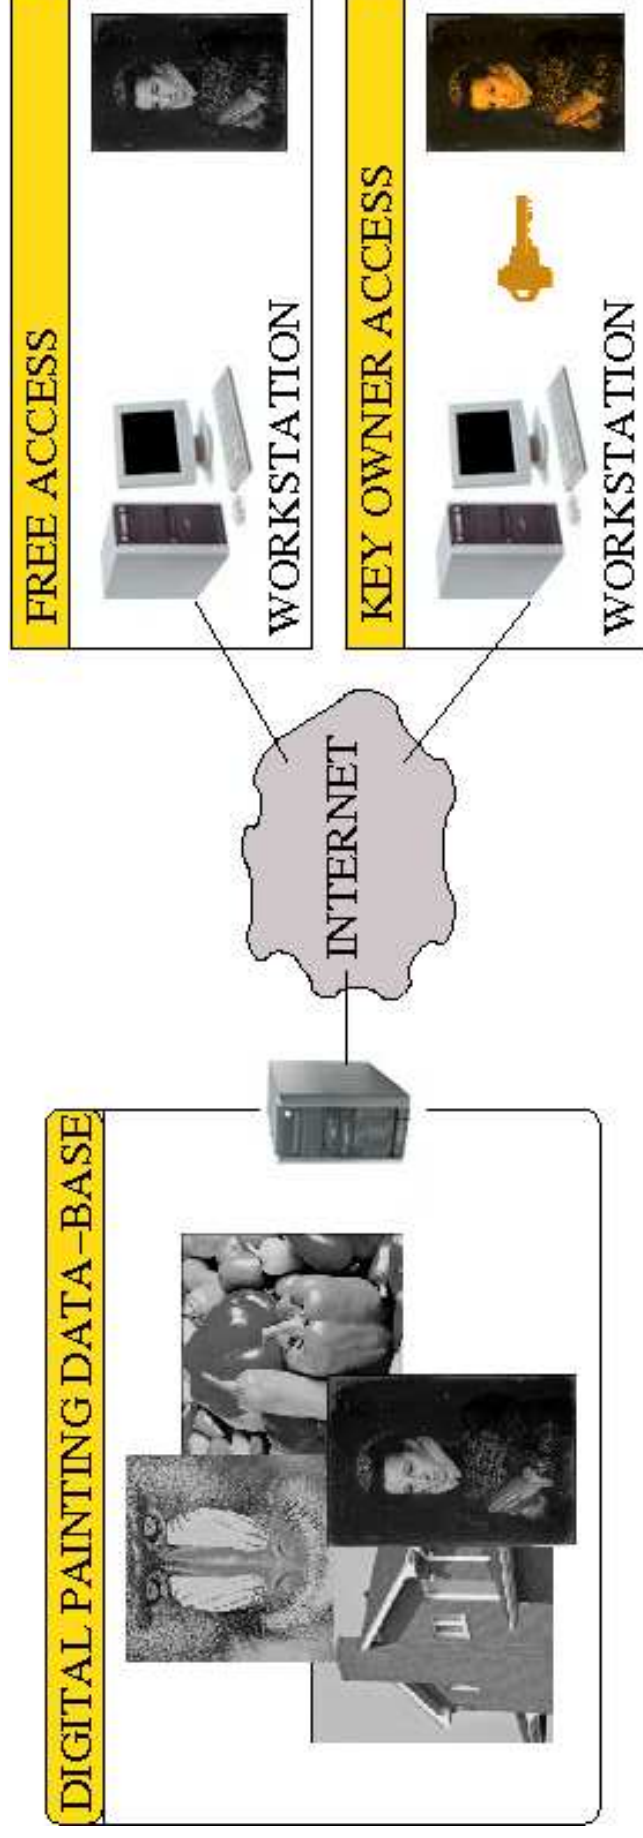 DIGITAL PAINTING DATA–BASE
INTERNET
FREE ACCESS
WORKSTATION
KEY OWNER ACCESS
WORKSTATION